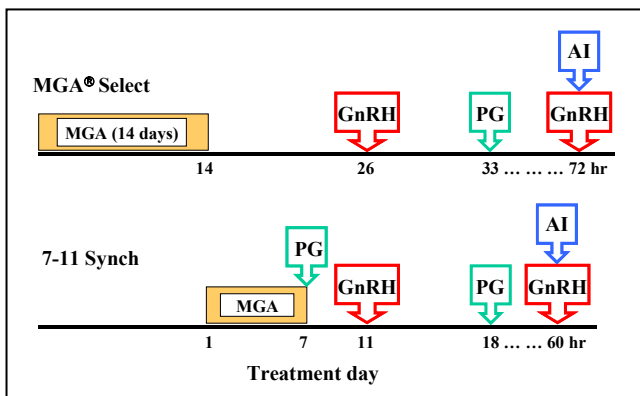 AI
MGA® Select
GnRH
PG
GnRH
MGA (14 days)
14
26
33 … … … 72 hr
AI
PG
7-11 Synch
GnRH
PG
GnRH
MGA
1
7
11
18 … … 60 hr
Treatment day